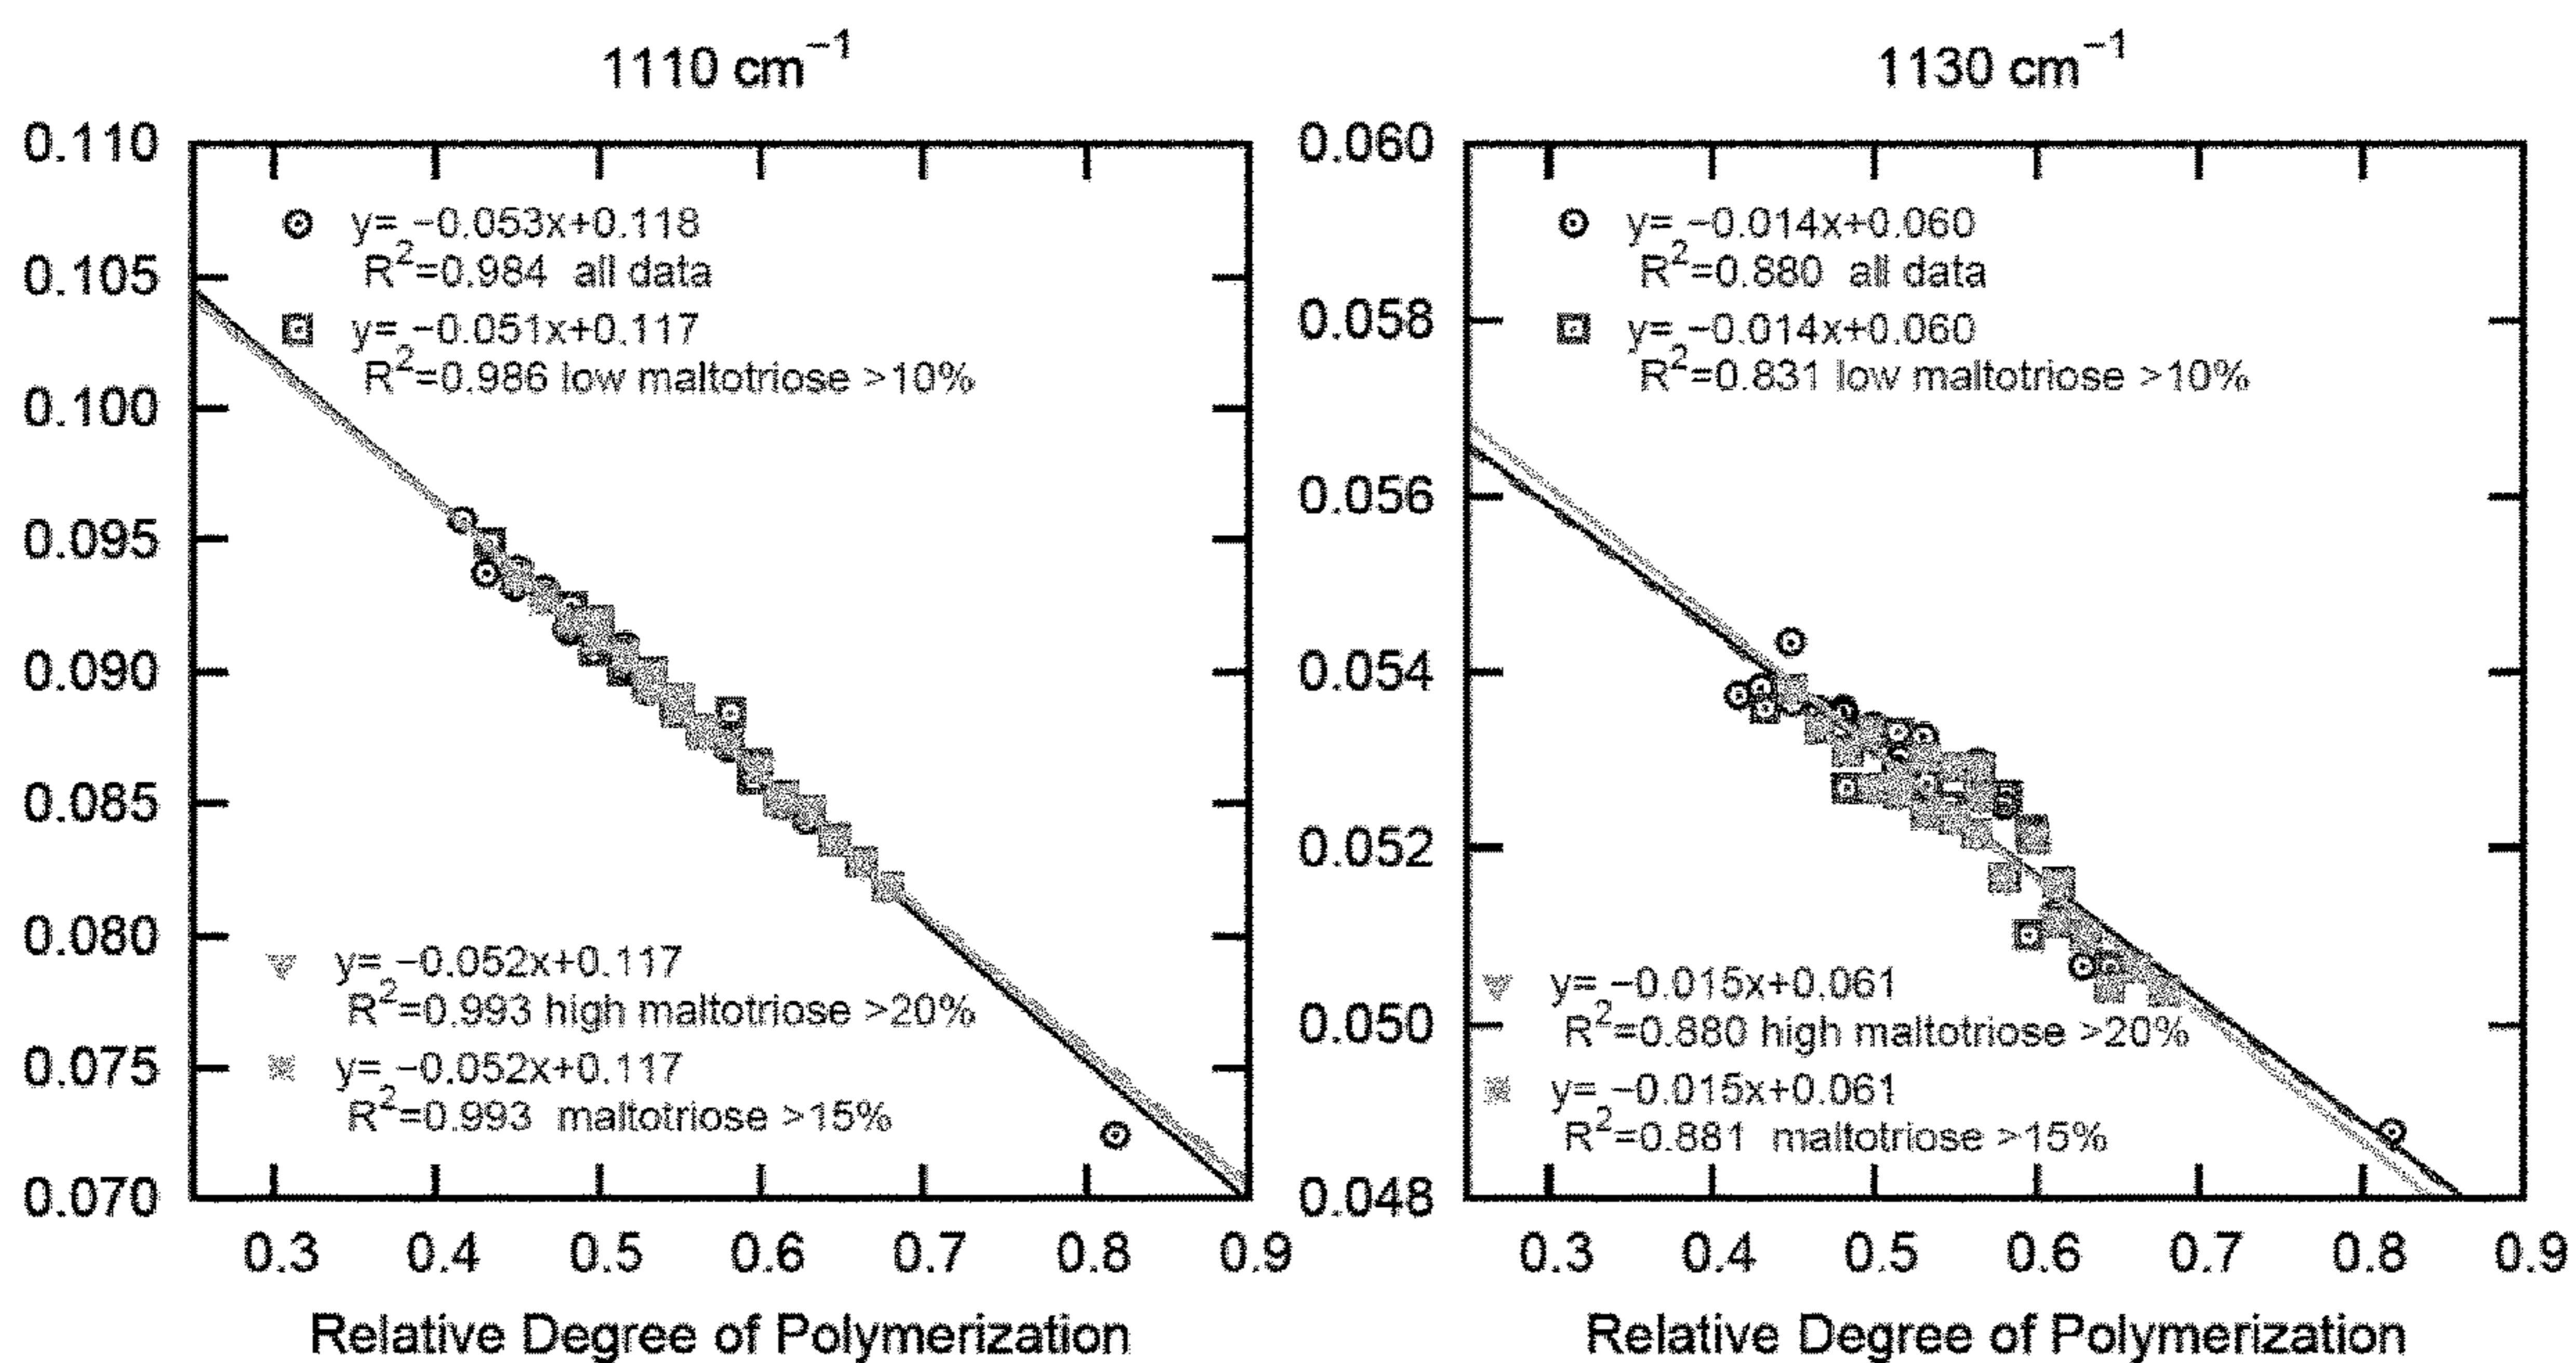 1110 cm⁻¹
0.110
0.105
0.100
0.095
0.090
0.085
0.080
0.075
0.070
y= −0.053x+0.118
R²=0.984 all data
y= −0.051x+0.117
R²=0.986 low maltotriose >10%
y= −0.052x+0.117
R²=0.993 high maltotriose >20%
y= −0.052x+0.117
R²=0.993 maltotriose >15%
0.3 0.4 0.5 0.6 0.7 0.8 0.9
Relative Degree of Polymerization
1130 cm⁻¹
0.060
0.058
0.056
0.054
0.052
0.050
0.048
y= −0.014x+0.060
R²=0.880 all data
y= −0.014x+0.060
R²=0.831 low maltotriose >10%
y= −0.015x+0.061
R²=0.880 high maltotriose >20%
y= −0.015x+0.061
R²=0.881 maltotriose >15%
0.3 0.4 0.5 0.6 0.7 0.8 0.9
Relative Degree of Polymerization